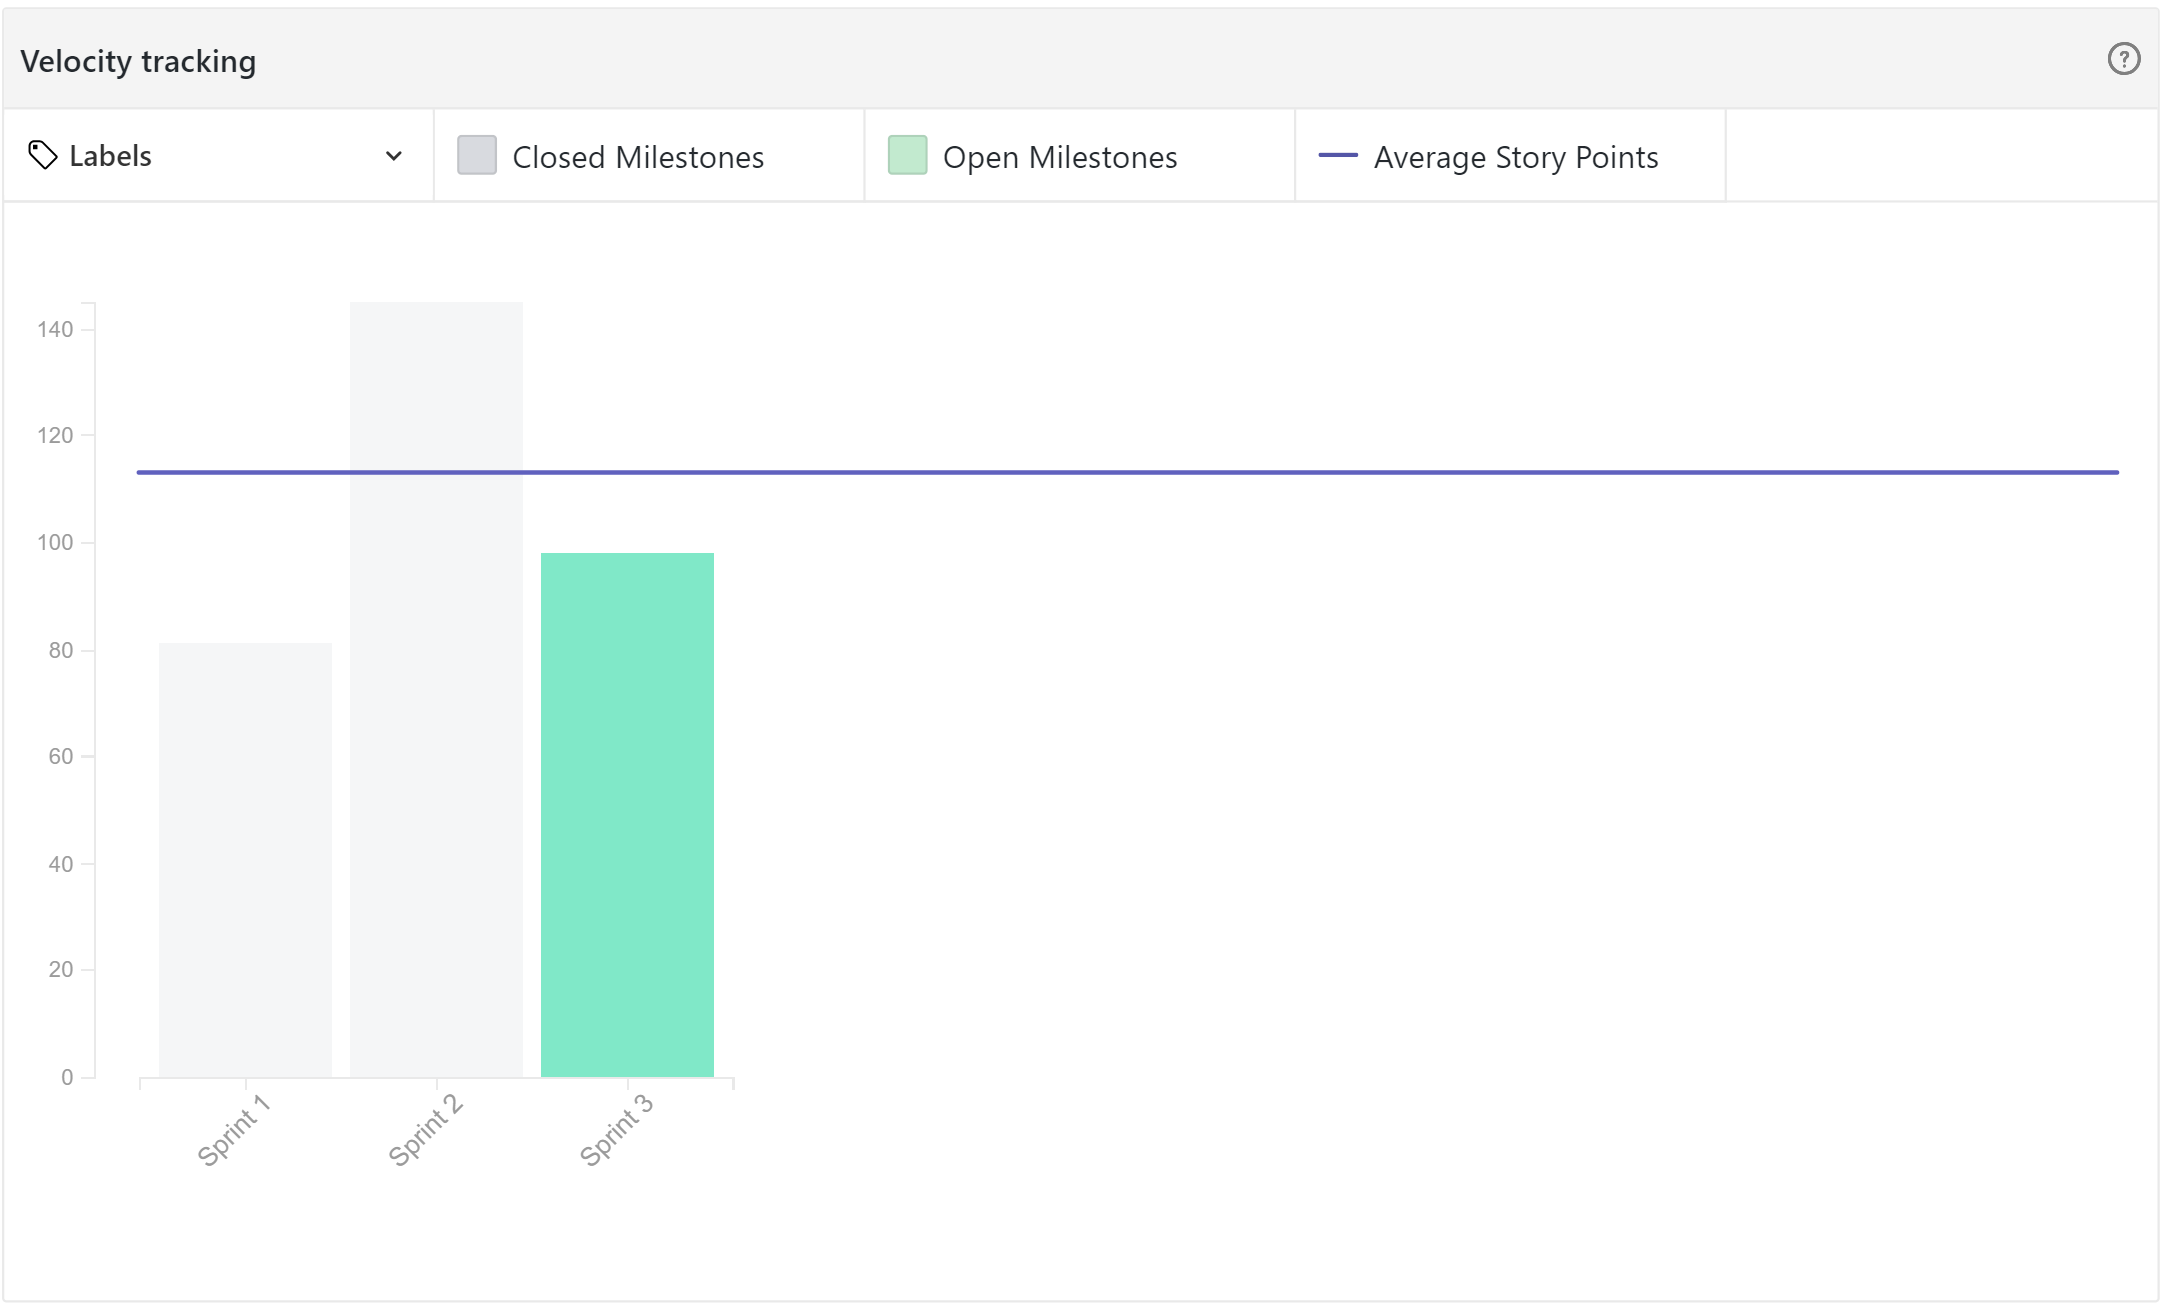 Velocity tracking
?
Labels
Closed Milestones
Open Milestones
Average Story Points
140
120
100
80
60
40
20
0
Sprint 1
Sprint 2
Sprint 3